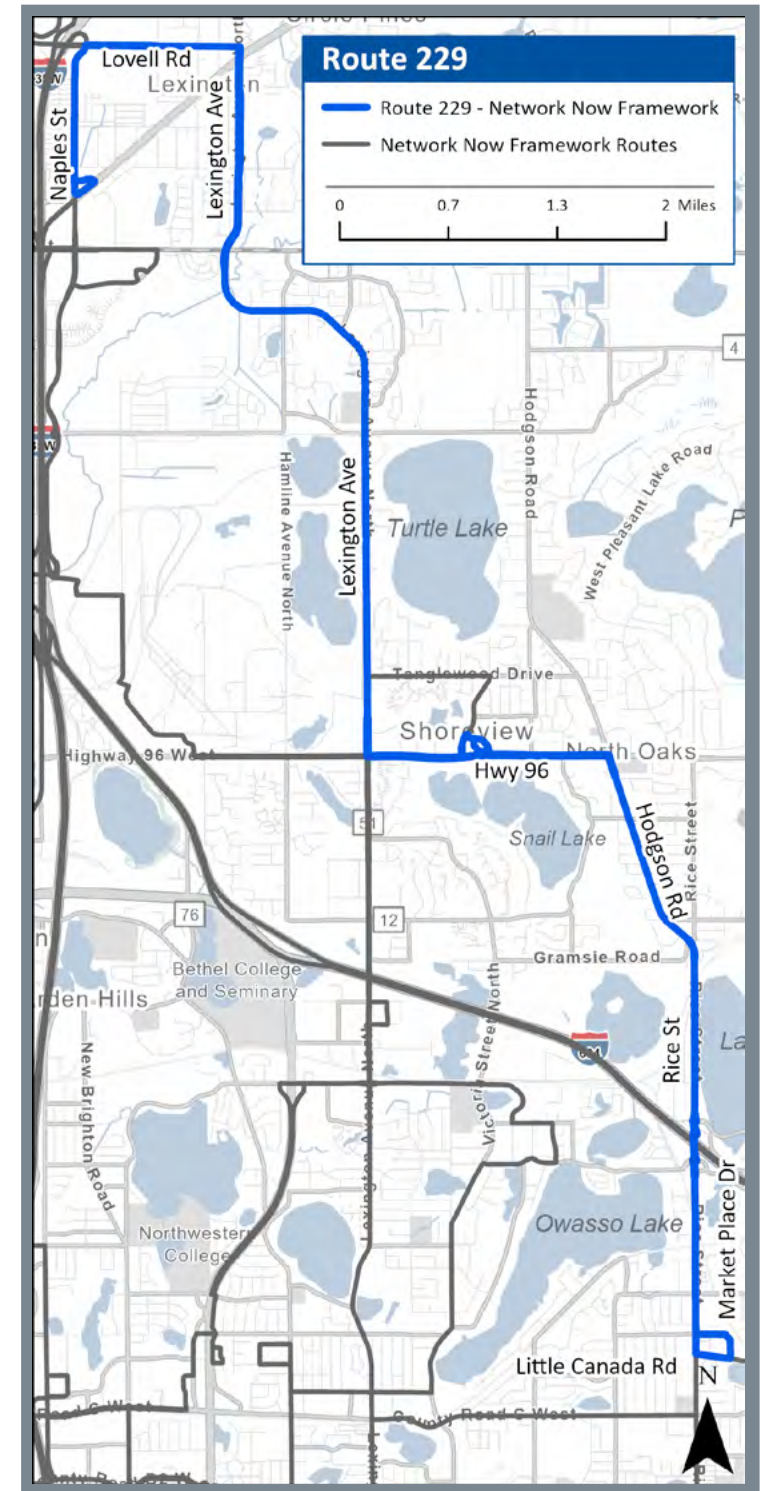 Circle Pines
Route 229
Route 229 - Network Now Framework
Network Now Framework Routes
0 0.7 1.3 2 Miles
Lovell Rd
Lexington
Naples St
Lexington Ave
4
Hodgson Road
West Pleasant Lake Road
Hamline Avenue North
Lexington Ave
Turtle Lake
Tanglewood Drive
Shoreview
Highway 96 West
North Oaks
Hwy 96
51
Snail Lake
Hodgson Rd
Rice Street
76
12
Bethel College
and Seminary
Gramsie Road
rden Hills
Victoria Street North
Rice St
La
New Brighton Road
Northwestern
College
Owasso Lake
Market Place Dr
Little Canada Rd
N
County Road C West